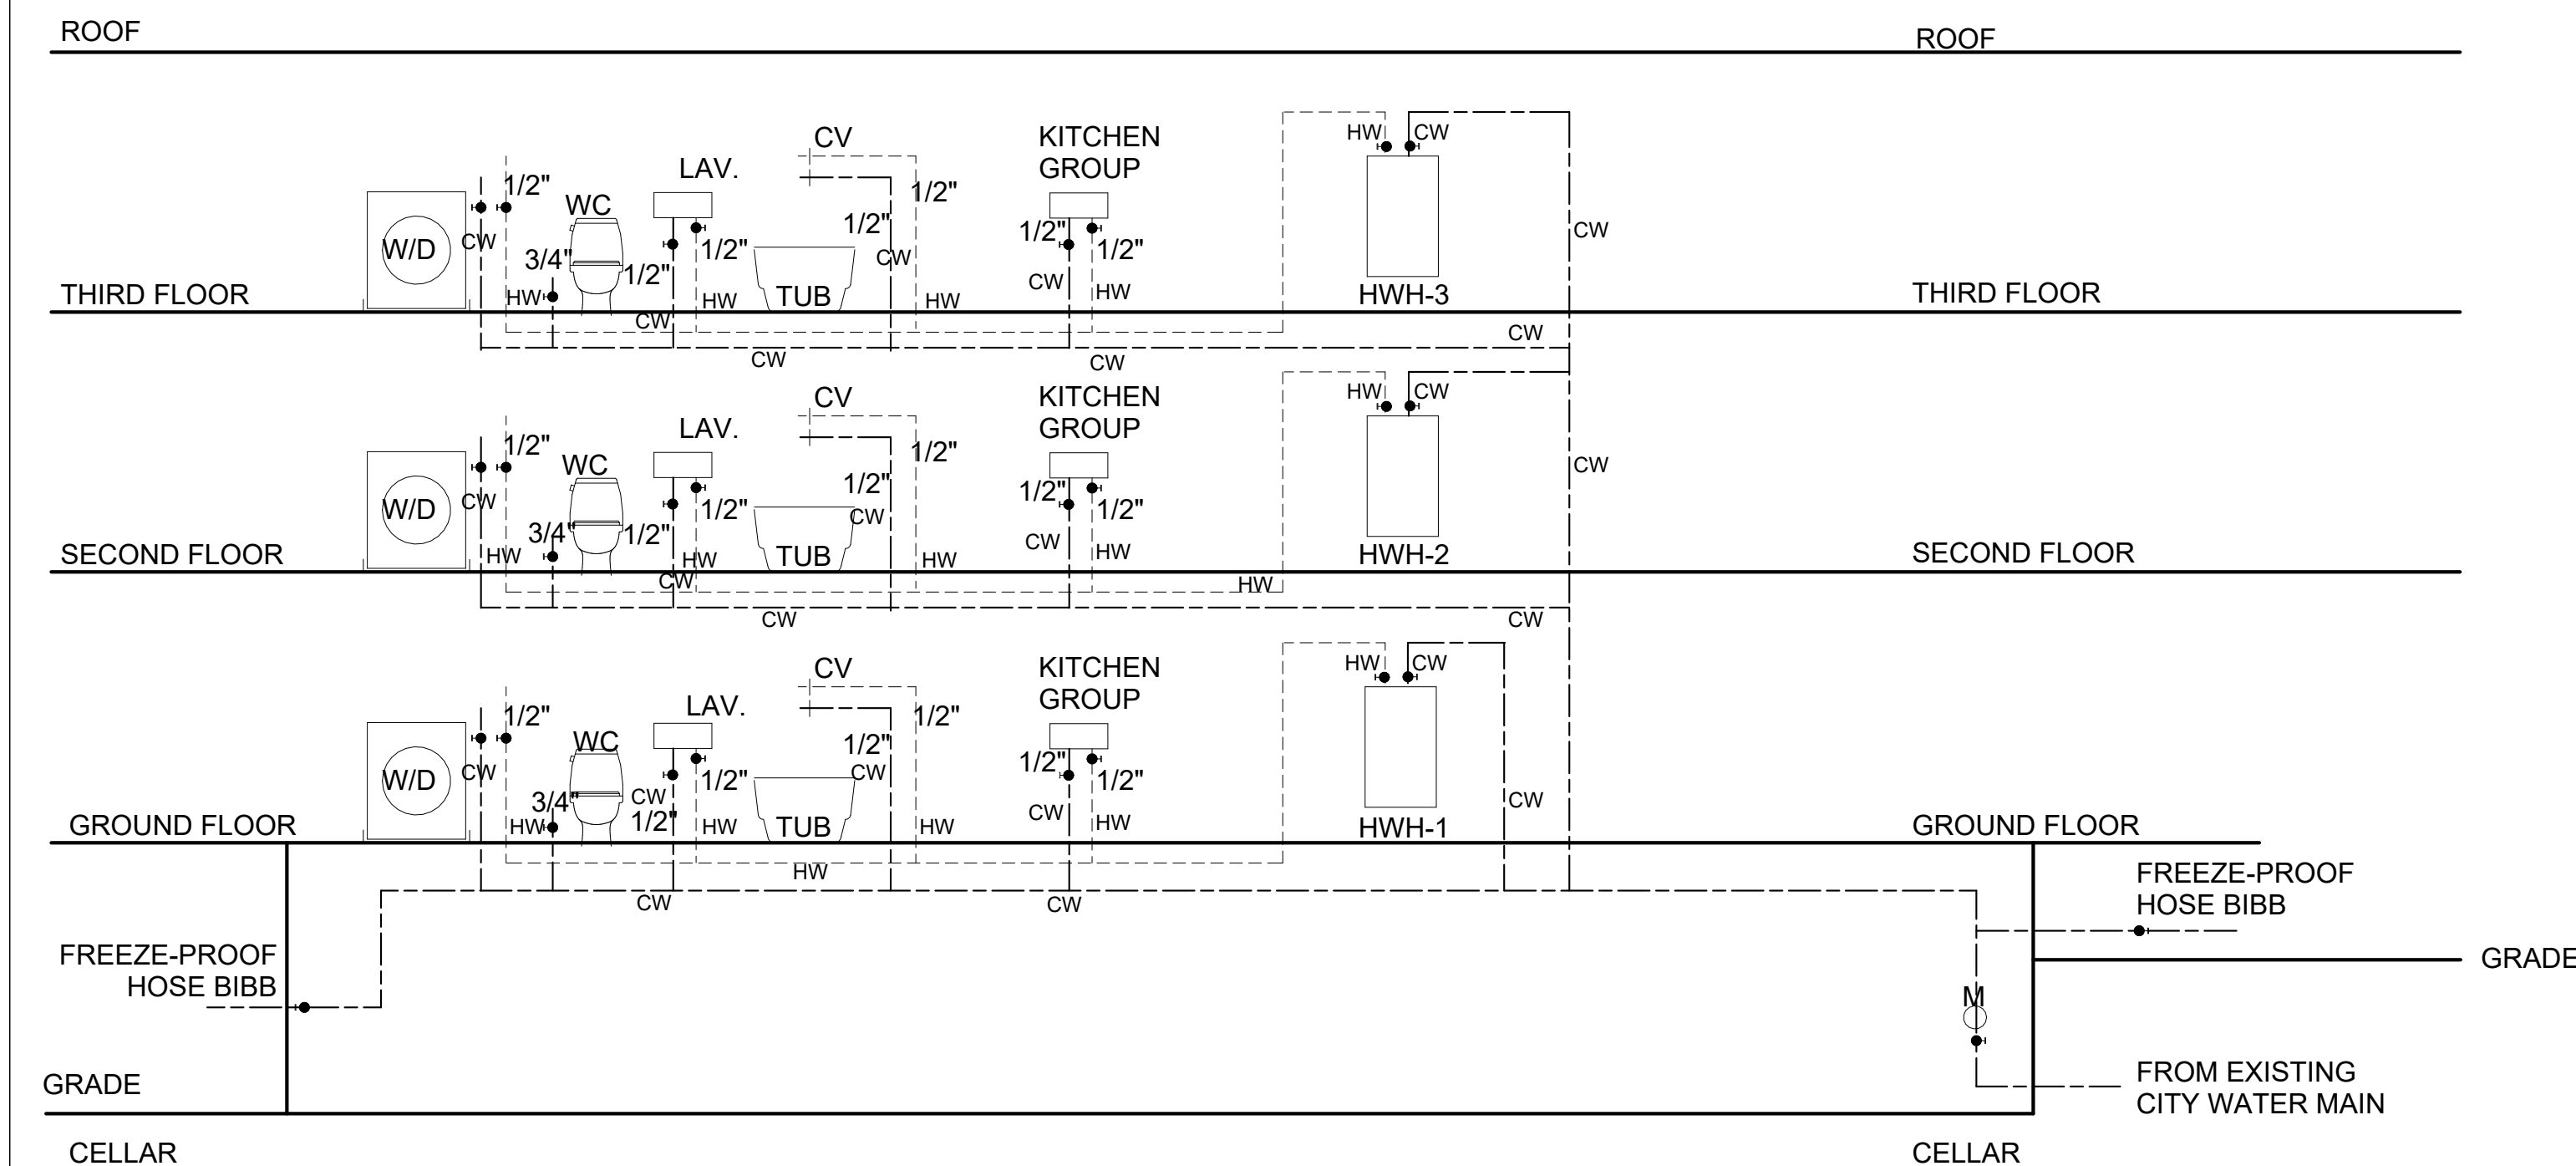 ROOF
ROOF
CV
KITCHEN
GROUP
HW
CW
LAV.
1/2"
WC
1/2"
CW
W/D
CW
3/4"
1/2"
1/2"
1/2"
CW
1/2"
1/2"
CW
HW
THIRD FLOOR
HW
HW
TUB
HW
HWH-3
THIRD FLOOR
CW
CW
CW
CW
CV
KITCHEN
GROUP
HW
CW
LAV.
1/2"
WC
1/2"
CW
W/D
CW
3/4"
1/2"
1/2"
1/2"
CW
1/2"
1/2"
CW
HW
SECOND FLOOR
HW
HW
TUB
HW
HWH-2
SECOND FLOOR
CW
HW
CW
CW
CV
KITCHEN
GROUP
HW
CW
LAV.
1/2"
WC
1/2"
W/D
CW
3/4"
CW
1/2"
1/2"
1/2"
CW
1/2"
1/2"
CW
HW
CW
GROUND FLOOR
HW
HW
TUB
HW
HWH-1
GROUND FLOOR
HW
CW
CW
FREEZE-PROOF
HOSE BIBB
FREEZE-PROOF
HOSE BIBB
GRADE
M
GRADE
FROM EXISTING
CITY WATER MAIN
CELLAR
CELLAR